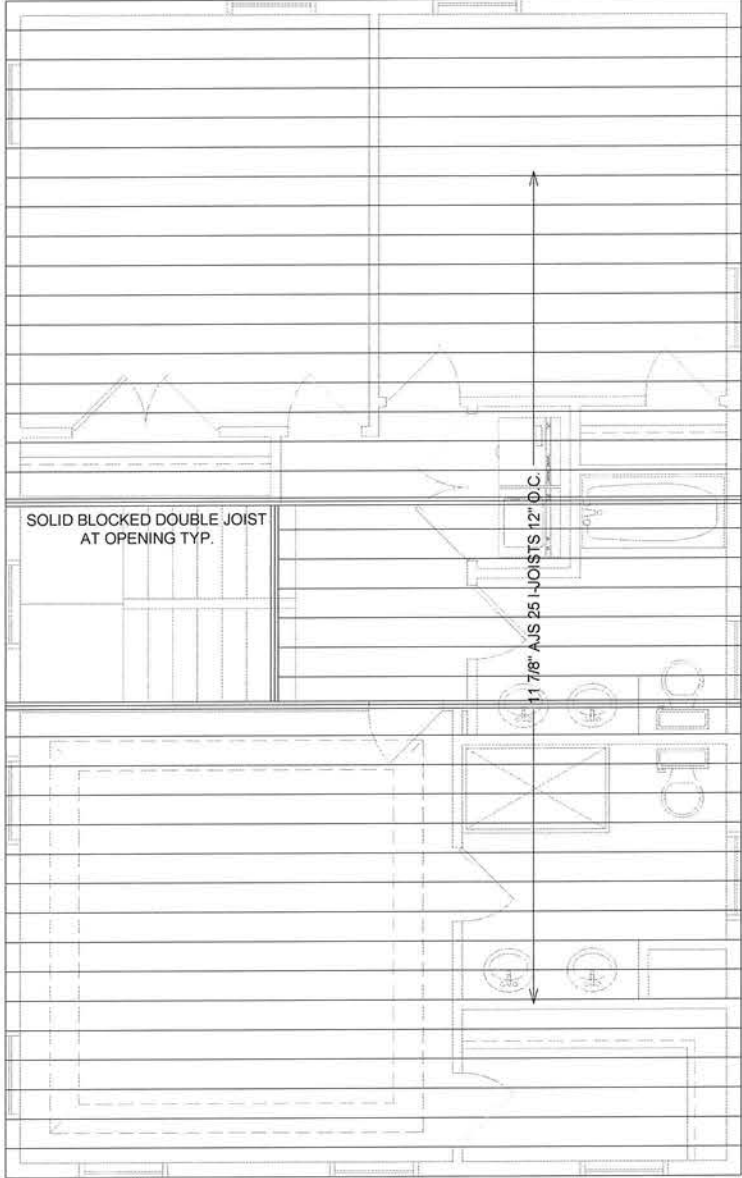 SOLID BLOCKED DOUBLE JOIST
AT OPENING TYP.
11 7/8" AJS 25 I-JOISTS 12" O.C.